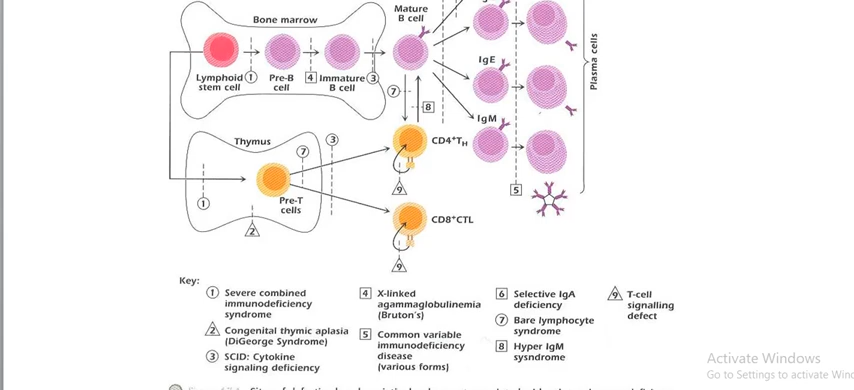 Bone marrow
Mature
B cell
Lymphoid
stem cell
1
Pre-B
cell
4
Immature
B cell
3
IgE
Plasma cells
7
8
IgM
Thymus
3
CD4⁺TH
7
9
5
1
Pre-T
cells
2
CD8⁺CTL
9
Key:
1 Severe combined
immunodeficiency
syndrome
2 Congenital thymic aplasia
(DiGeorge Syndrome)
3 SCID: Cytokine
signaling deficiency
4 X-linked
agammaglobulinemia
(Bruton's)
5 Common variable
immunodeficiency
disease
(various forms)
6 Selective IgA
deficiency
7 Bare lymphocyte
syndrome
8 Hyper IgM
sysndrome
9 T-cell
signalling
defect
Activate Windows
Go to Settings to activate Wind